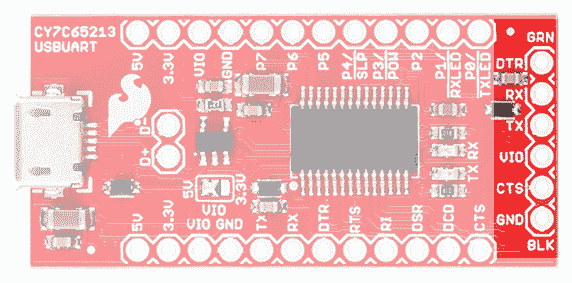 CY7C65213
USBUART
5V 3.3V VIO GND P7 P6 P5 P4/SLP P3/POW P2 P1/RXLED P0/TXLED
GRN
DTR
RX
TX
VIO
CTS
GND
BLK
D-
D+
5V 3.3V
VIO
TX RX
5V 3.3V VIO GND TX RX DTR RTS RI DSR DCD CTS